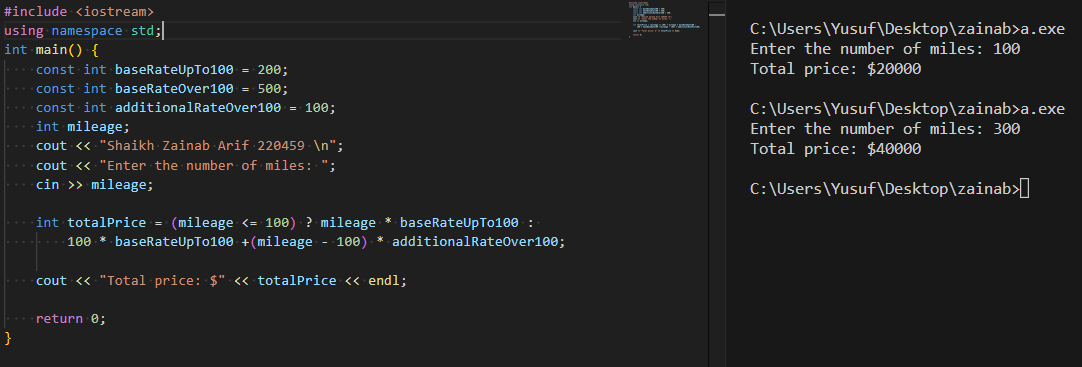 #include <iostream>
using namespace std;
int main() {
    const int baseRateUpTo100 = 200;
    const int baseRateOver100 = 500;
    const int additionalRateOver100 = 100;
    int mileage;
    cout << "Shaikh Zainab Arif 220459 \n";
    cout << "Enter the number of miles: ";
    cin >> mileage;
    int totalPrice = (mileage <= 100) ? mileage * baseRateUpTo100 :
        100 * baseRateUpTo100 +(mileage - 100) * additionalRateOver100;
    cout << "Total price: $" << totalPrice << endl;
    return 0;
}
C:\Users\Yusuf\Desktop\zainab>a.exe
Enter the number of miles: 100
Total price: $20000
C:\Users\Yusuf\Desktop\zainab>a.exe
Enter the number of miles: 300
Total price: $40000
C:\Users\Yusuf\Desktop\zainab>